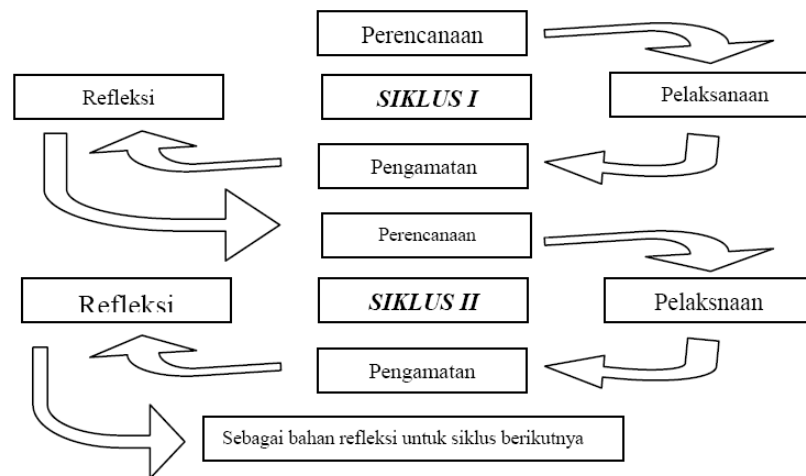 Perencanaan
Refleksi
SIKLUS I
Pelaksanaan
Pengamatan
Perencanaan
Refleksi
SIKLUS II
Pelaksnaan
Pengamatan
Sebagai bahan refleksi untuk siklus berikutnya